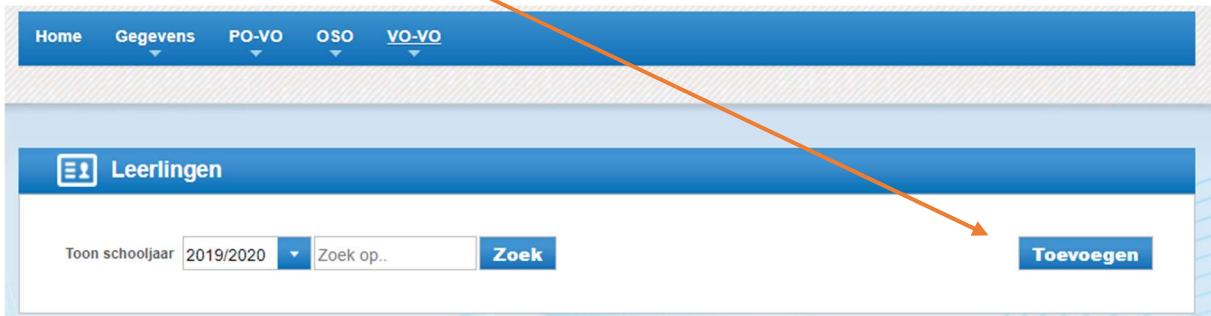 Home Gegevens PO-VO OSO VO-VO
Leerlingen
Toon schooljaar 2019/2020 Zoek op.. Zoek Toevoegen